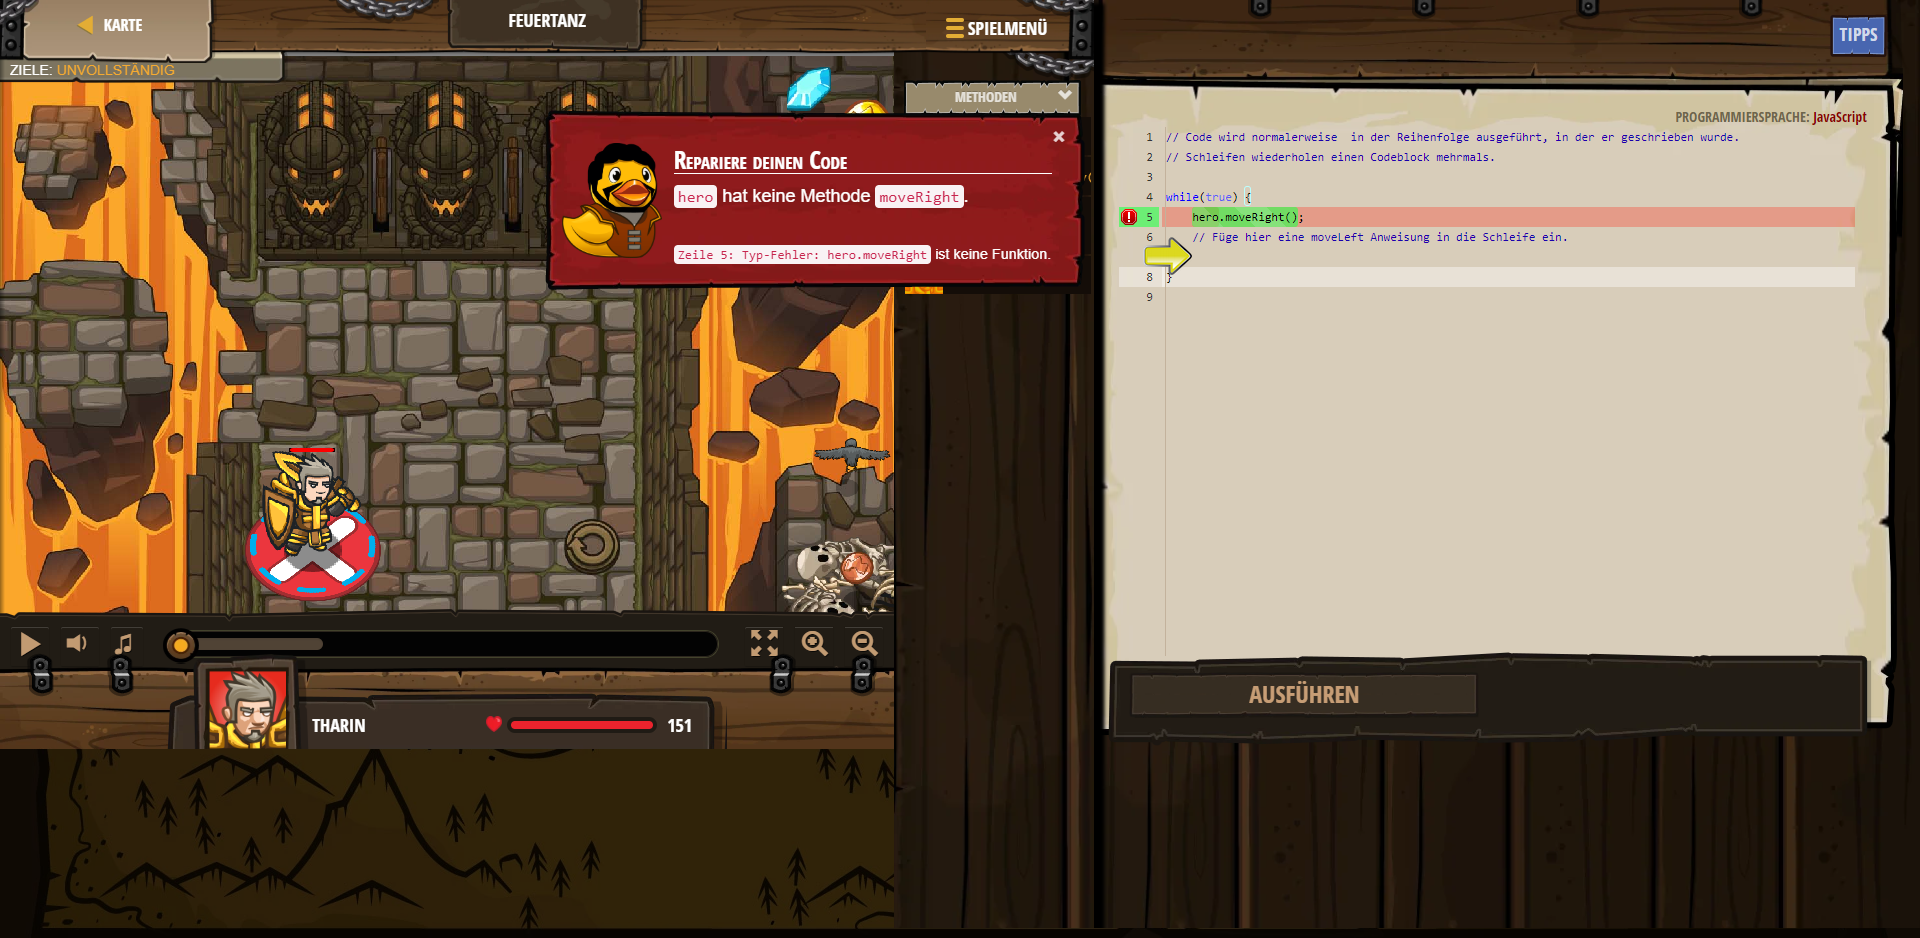 KARTE
FEUERTANZ
SPIELMENÜ
TIPPS
ZIELE: UNVOLLSTÄNDIG
METHODEN
REPARIERE DEINEN CODE
hero hat keine Methode moveRight.
Zeile 5: Typ-Fehler: hero.moveRight ist keine Funktion.
PROGRAMMIERSPRACHE: JavaScript
1 // Code wird normalerweise  in der Reihenfolge ausgeführt, in der er geschrieben wurde.
2 // Schleifen wiederholen einen Codeblock mehrmals.
3
4 while(true) {
5     hero.moveRight();
6     // Füge hier eine moveLeft Anweisung in die Schleife ein.
8 }
9
AUSFÜHREN
THARIN
151